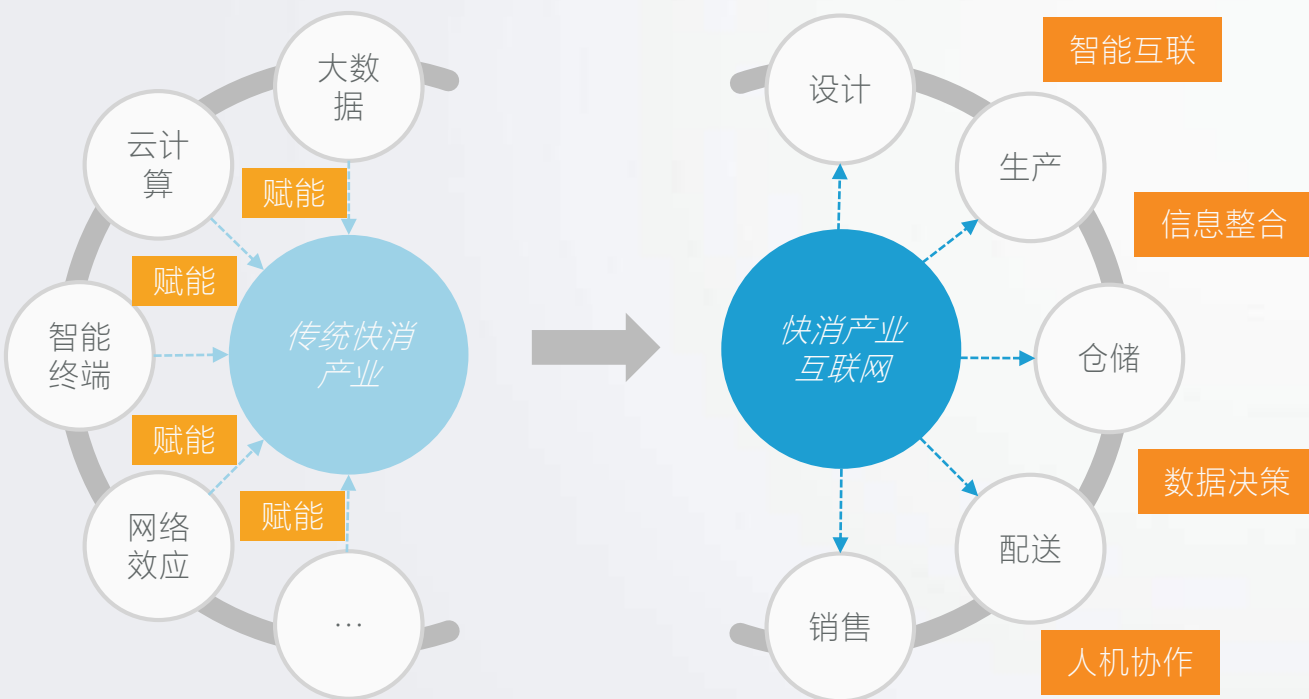 大数
据
云计
算
赋能
赋能
智能
终端
传统快消
产业
赋能
网络
效应
赋能
…
设计
智能互联
生产
信息整合
快消产业
互联网
仓储
数据决策
配送
销售
人机协作